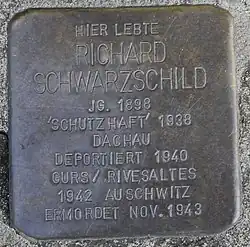 HIER LEBTE
RICHARD
SCHWARZSCHILD
JG. 1898
'SCHUTZHAFT' 1938
DACHAU
DEPORTIERT 1940
GURS / RIVESALTES
1942 AUSCHWITZ
ERMORDET NOV. 1943